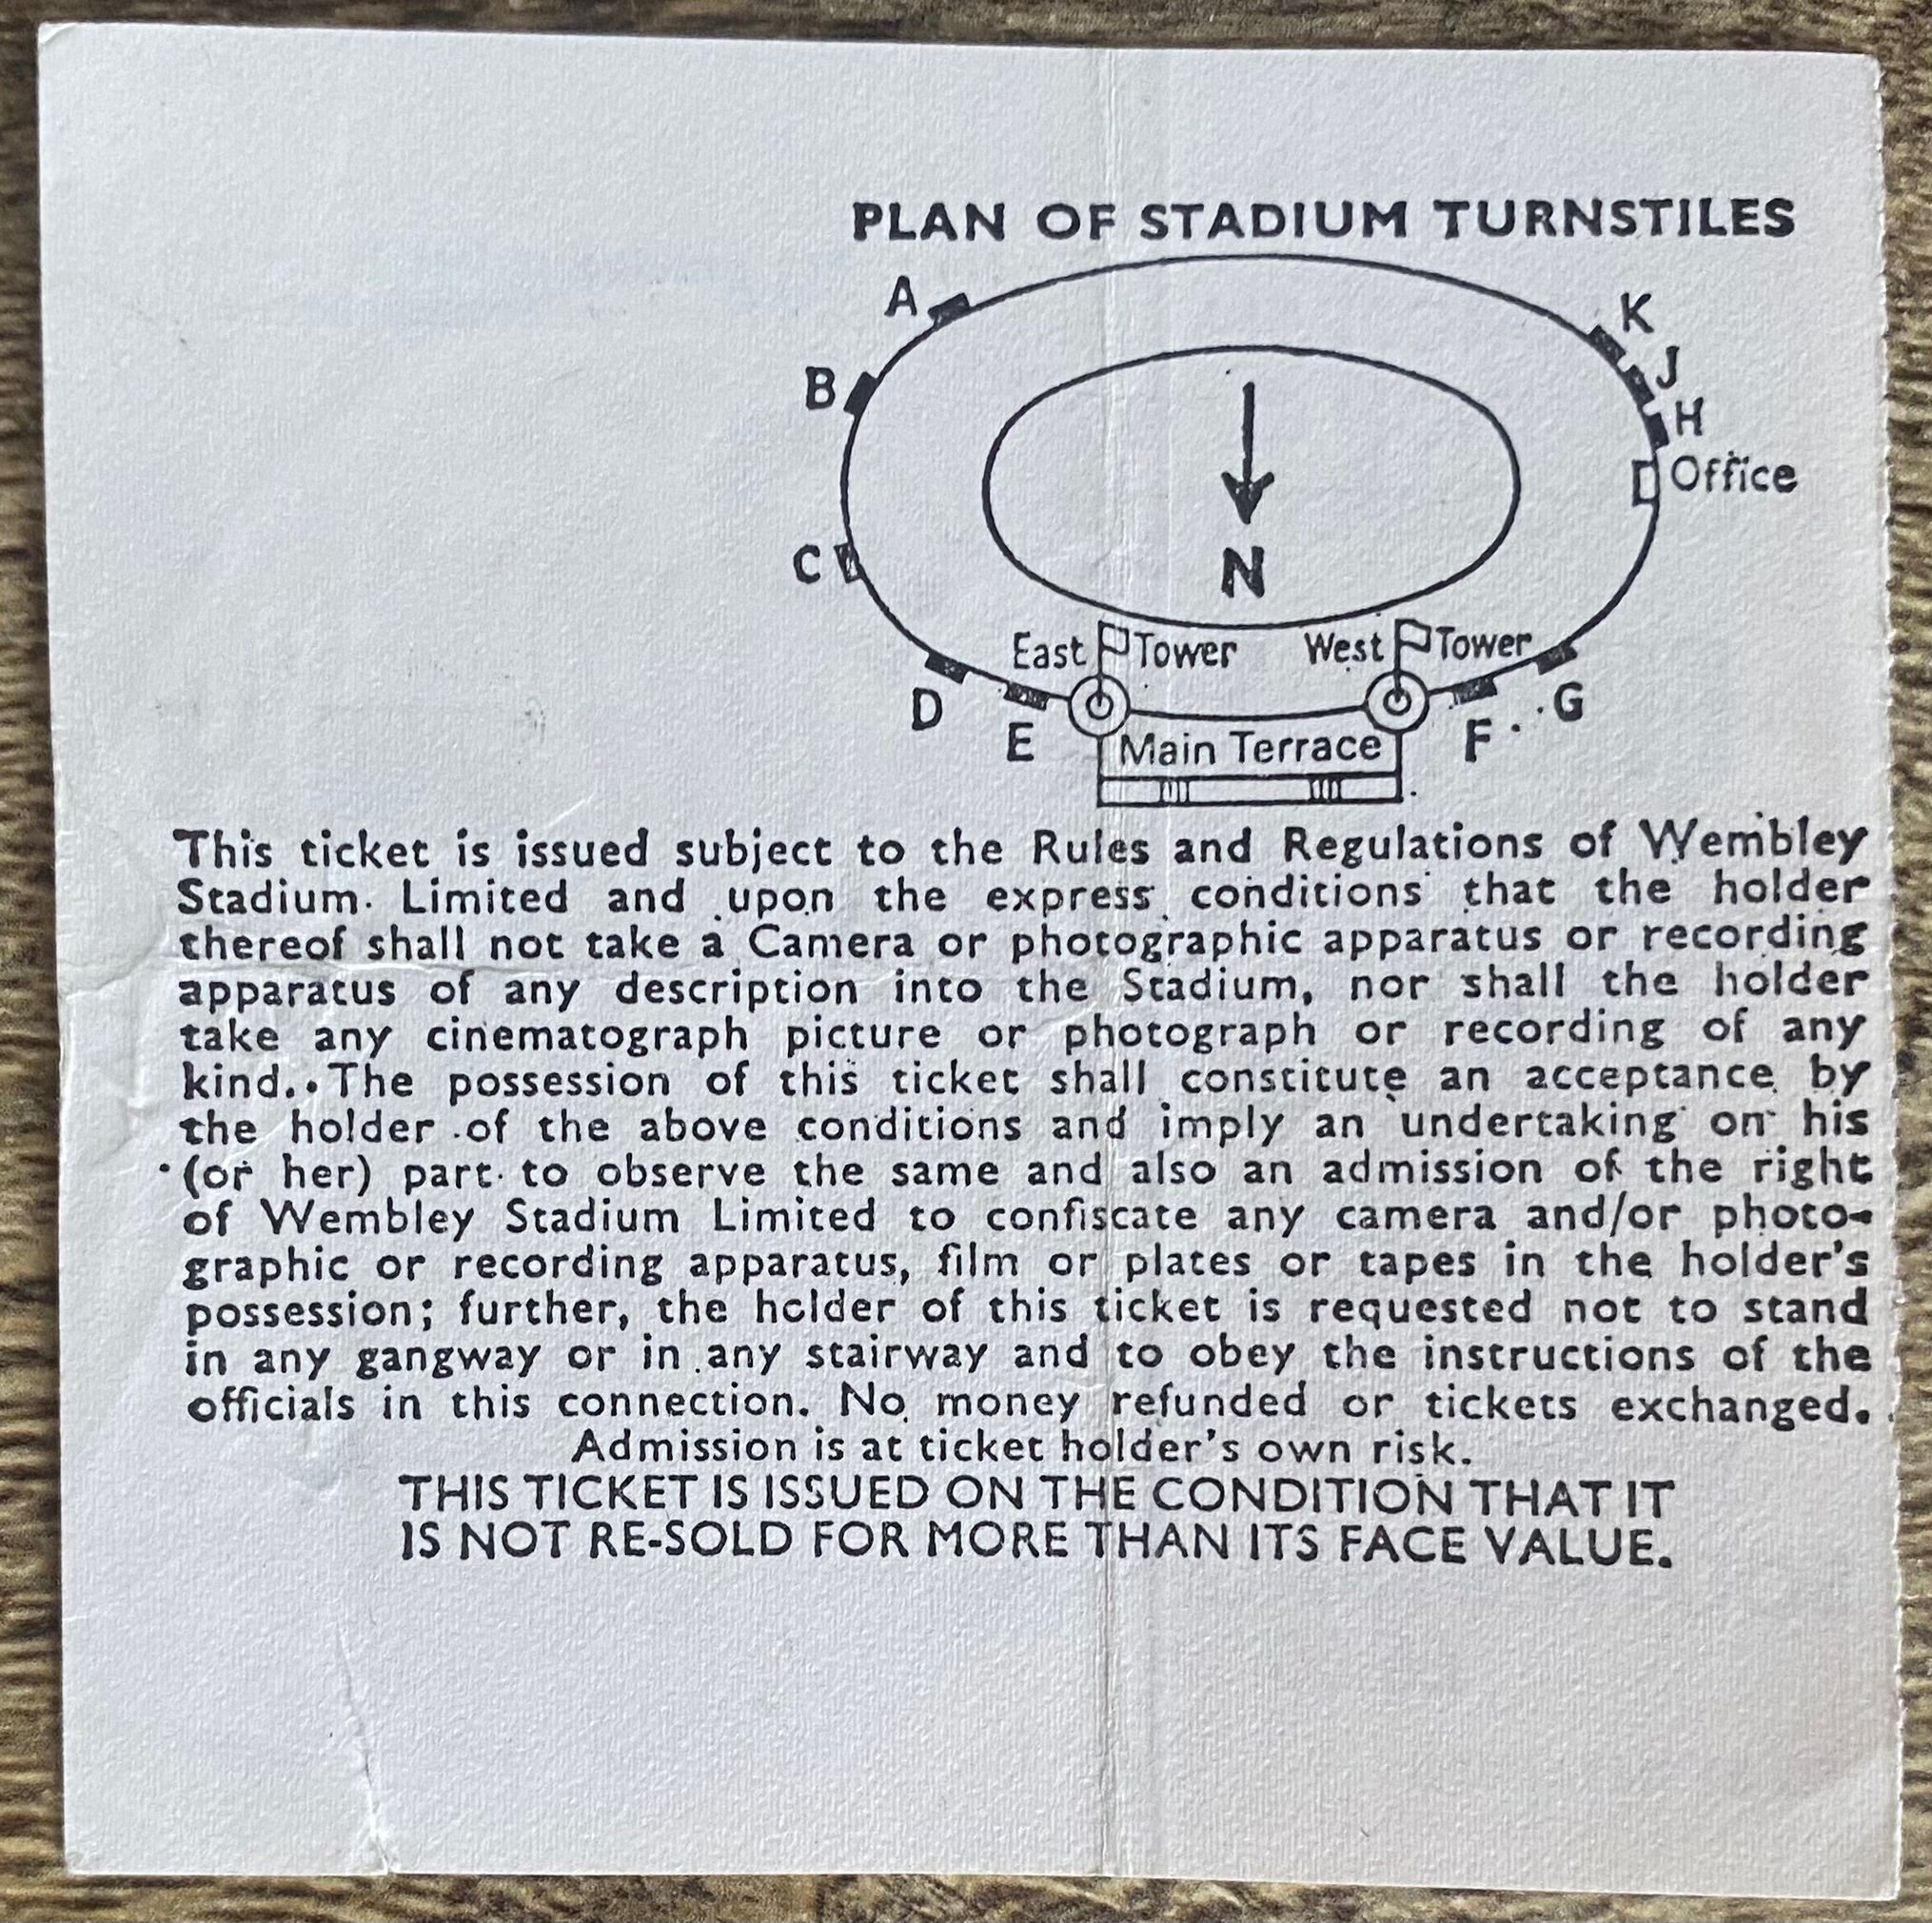 PLAN OF STADIUM TURNSTILES
A
K
B
J
H
Office
C
N
East Tower West Tower
D
G
E
F
Main Terrace
This ticket is issued subject to the Rules and Regulations of Wembley
Stadium Limited and upon the express conditions that the holder
thereof shall not take a Camera or photographic apparatus or recording
apparatus of any description into the Stadium, nor shall the holder
take any cinematograph picture or photograph or recording of any
kind. The possession of this ticket shall constitute an acceptance by
the holder of the above conditions and imply an undertaking on his
(or her) part to observe the same and also an admission of the right
of Wembley Stadium Limited to confiscate any camera and/or photo-
graphic or recording apparatus, film or plates or tapes in the holder's
possession; further, the holder of this ticket is requested not to stand
in any gangway or in any stairway and to obey the instructions of the
officials in this connection. No money refunded or tickets exchanged.
Admission is at ticket holder's own risk.
THIS TICKET IS ISSUED ON THE CONDITION THAT IT
IS NOT RE-SOLD FOR MORE THAN ITS FACE VALUE.